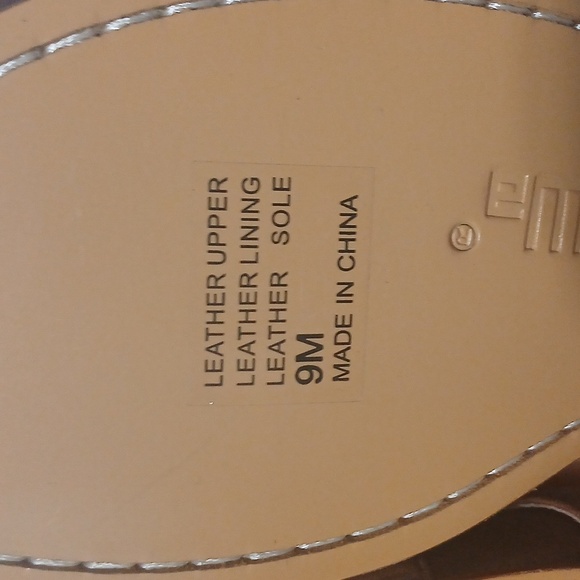 LEATHER UPPER
LEATHER LINING
LEATHER SOLE
9M
MADE IN CHINA
®